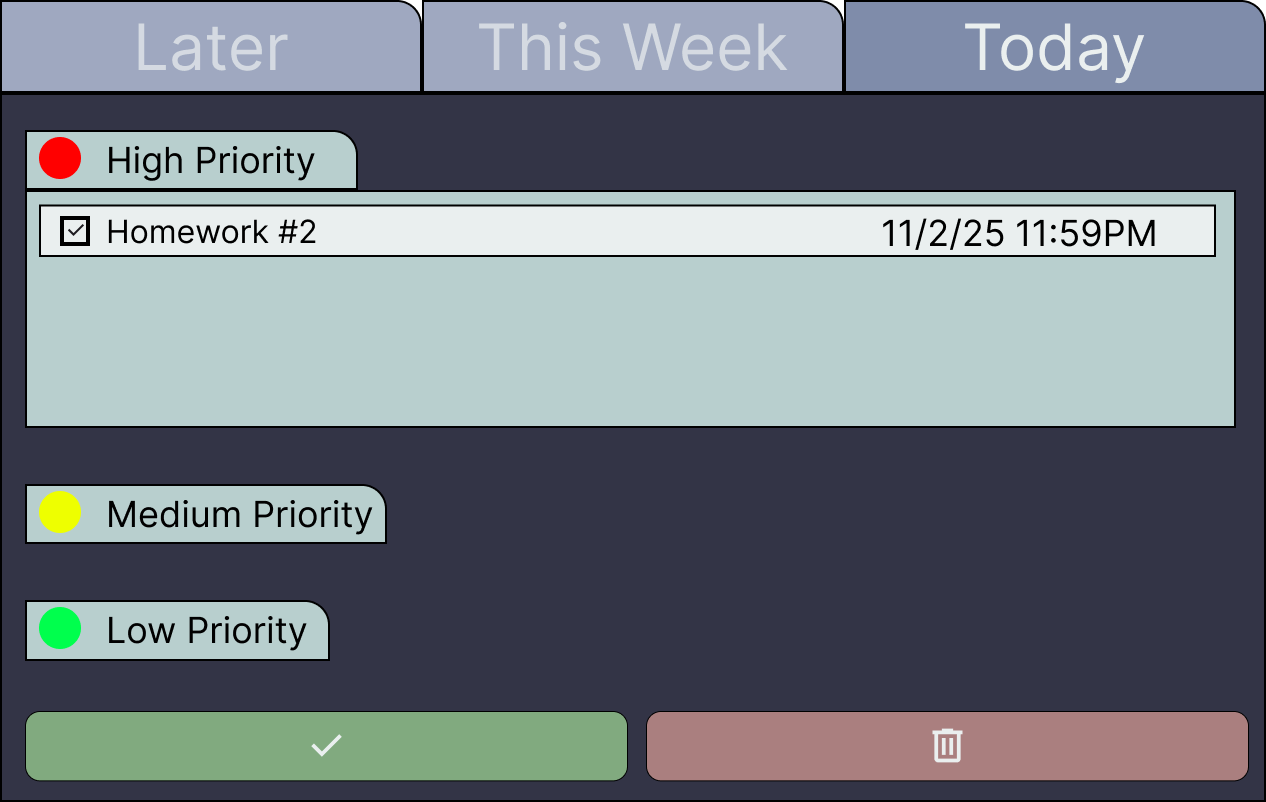 Later
This Week
Today
High Priority
Homework #2
11/2/25 11:59PM
Medium Priority
Low Priority